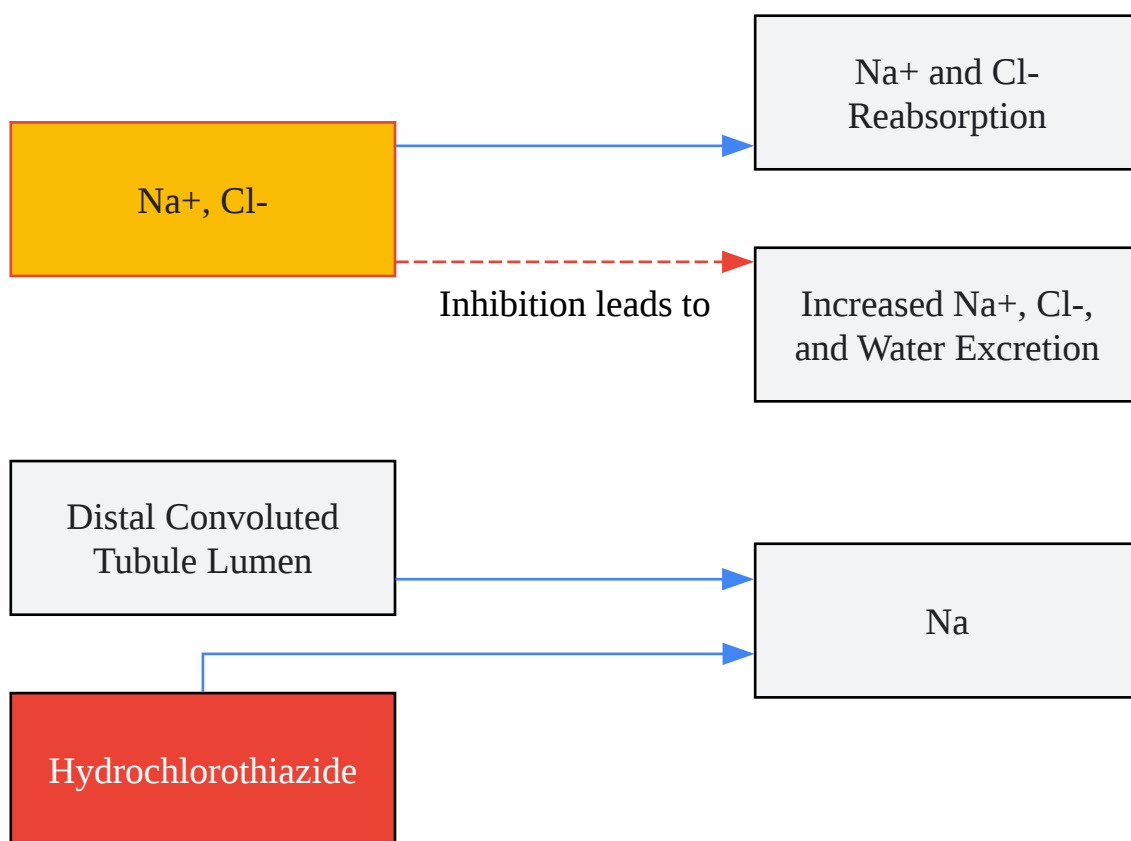 Na+ and Cl-
Reabsorption
Na+, Cl-
Inhibition leads to
Increased Na+, Cl-,
and Water Excretion
Distal Convoluted
Tubule Lumen
Na
Hydrochlorothiazide